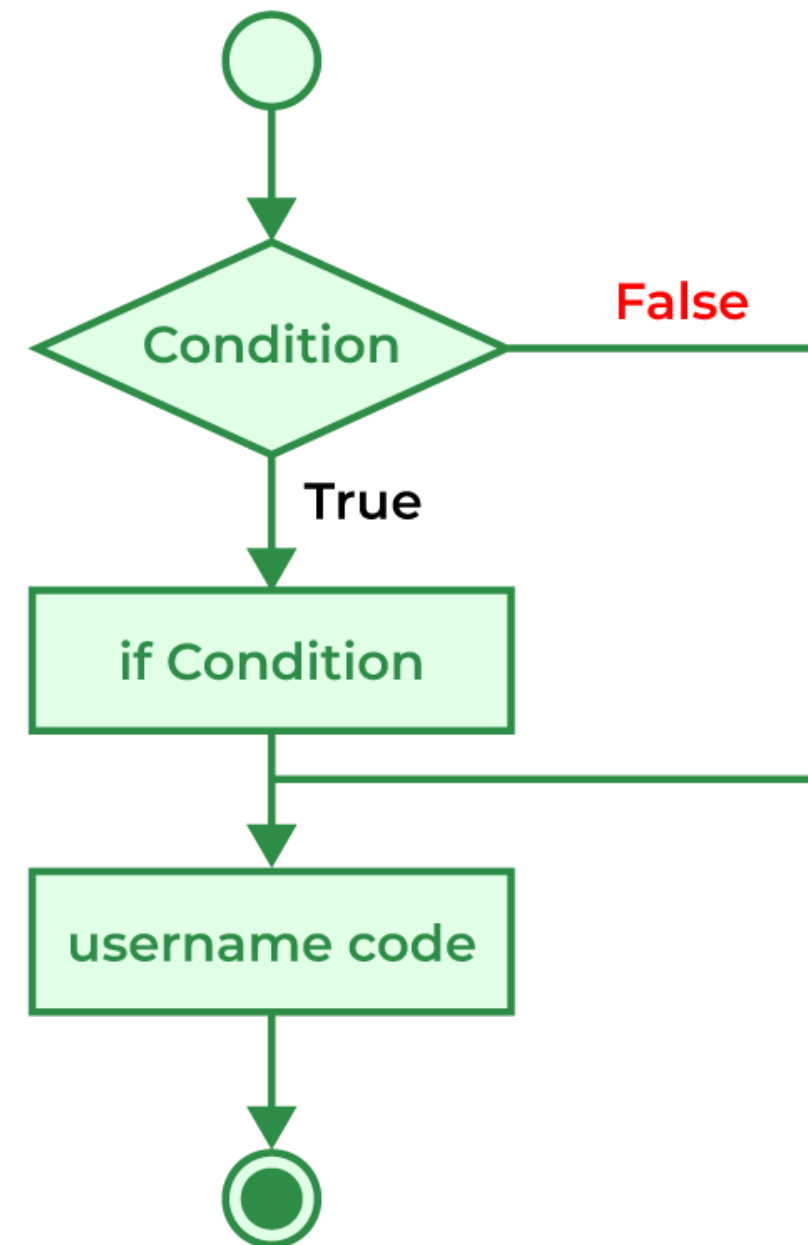 Condition
False
True
if Condition
username code